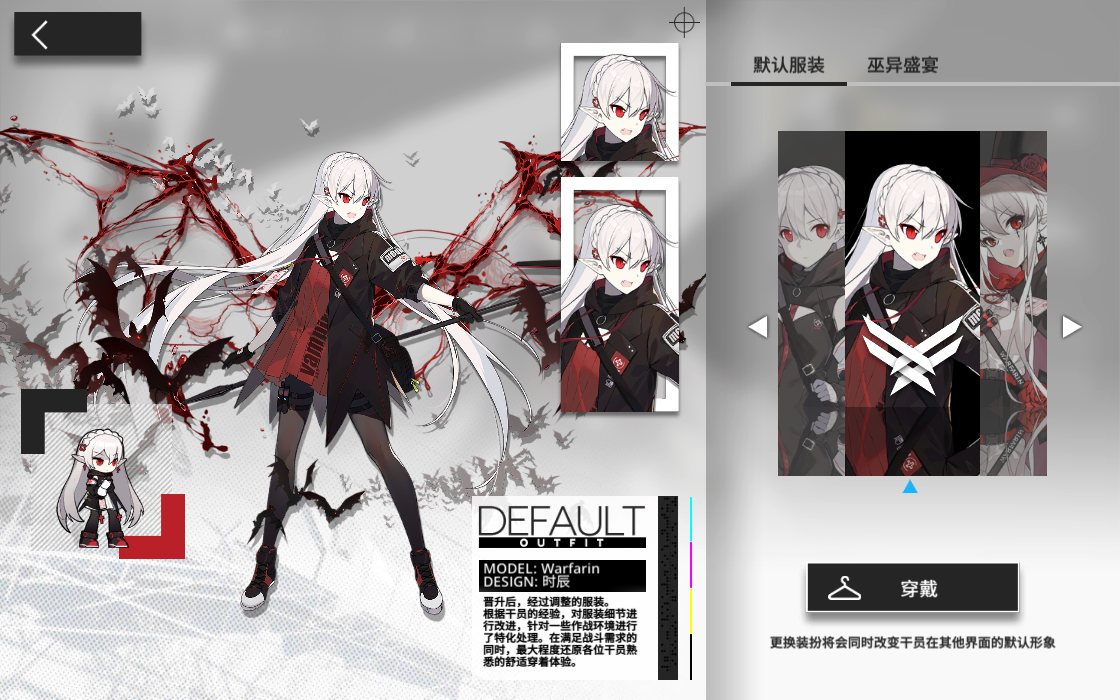 默认服装
巫异盛宴
DEFAULT
OUTFIT
MODEL: Warfarin
DESIGN: 时辰
晋升后，经过调整的服装。
根据干员的经验，对服装细节进
行改进，针对一些作战环境进行
了特化处理。在满足战斗需求的
同时，最大程度还原各位干员熟
悉的舒适穿着体验。
穿戴
更换装扮将会同时改变干员在其他界面的默认形象